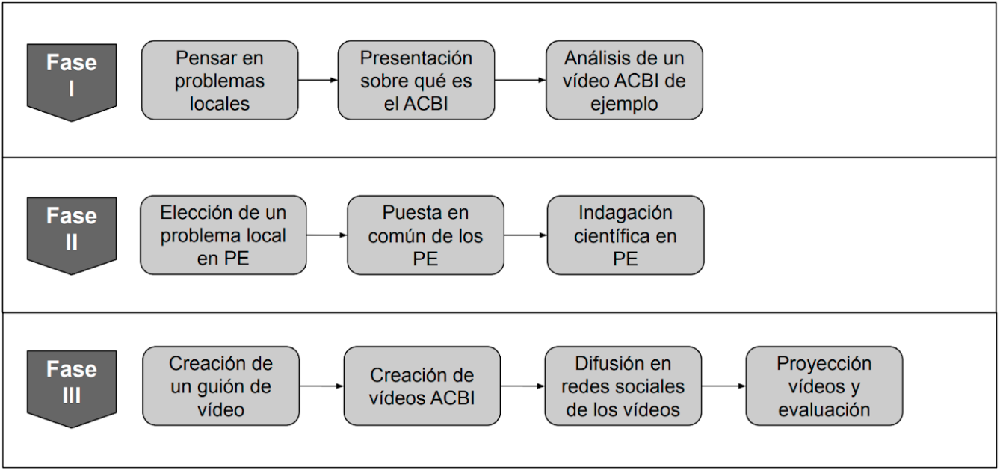 Fase
I
Pensar en
problemas
locales
Presentación
sobre qué es
el ACBI
Análisis de un
vídeo ACBI de
ejemplo
Fase
II
Elección de un
problema local
en PE
Puesta en
común de los
PE
Indagación
científica en
PE
Fase
III
Creación de
un guión de
vídeo
Creación de
vídeos ACBI
Difusión en
redes sociales
de los vídeos
Proyección
vídeos y
evaluación